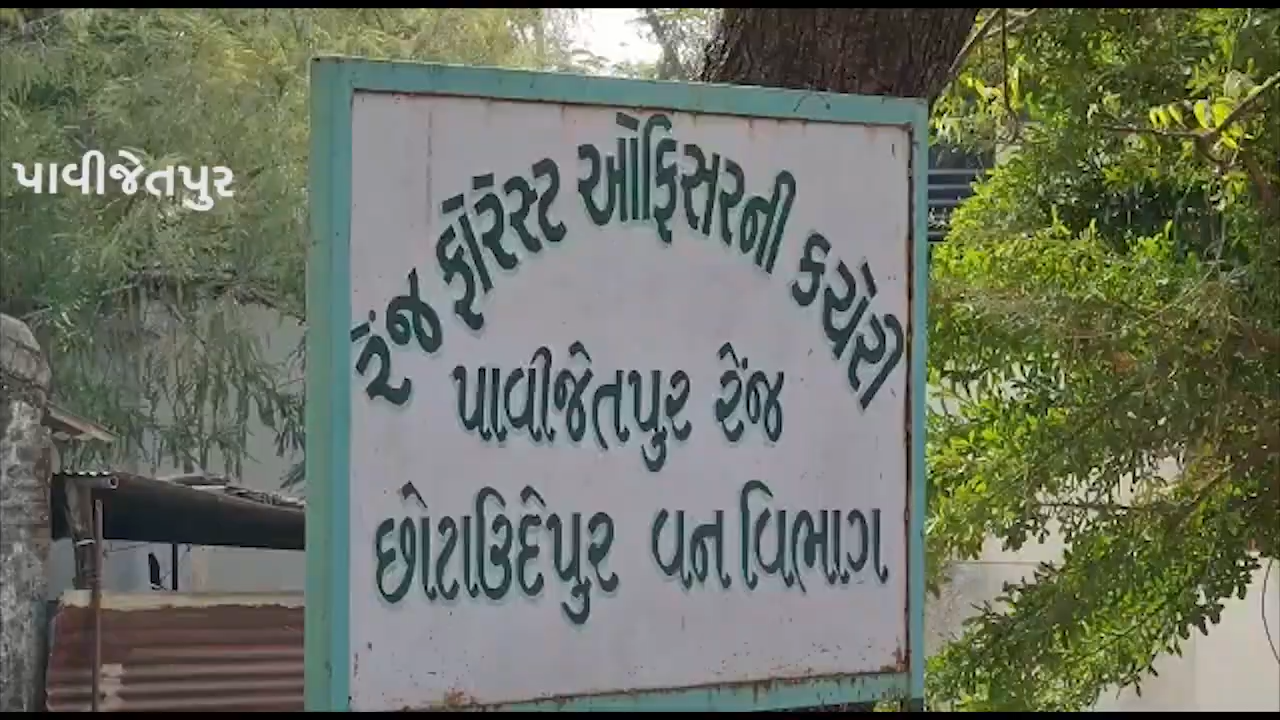 પાવીજેતપુર
રેંજ ફોરેસ્ટ ઓફિસરની કચેરી
પાવીજેતપુર રેંજ
છોટાઉદેપુર વન વિભાગ